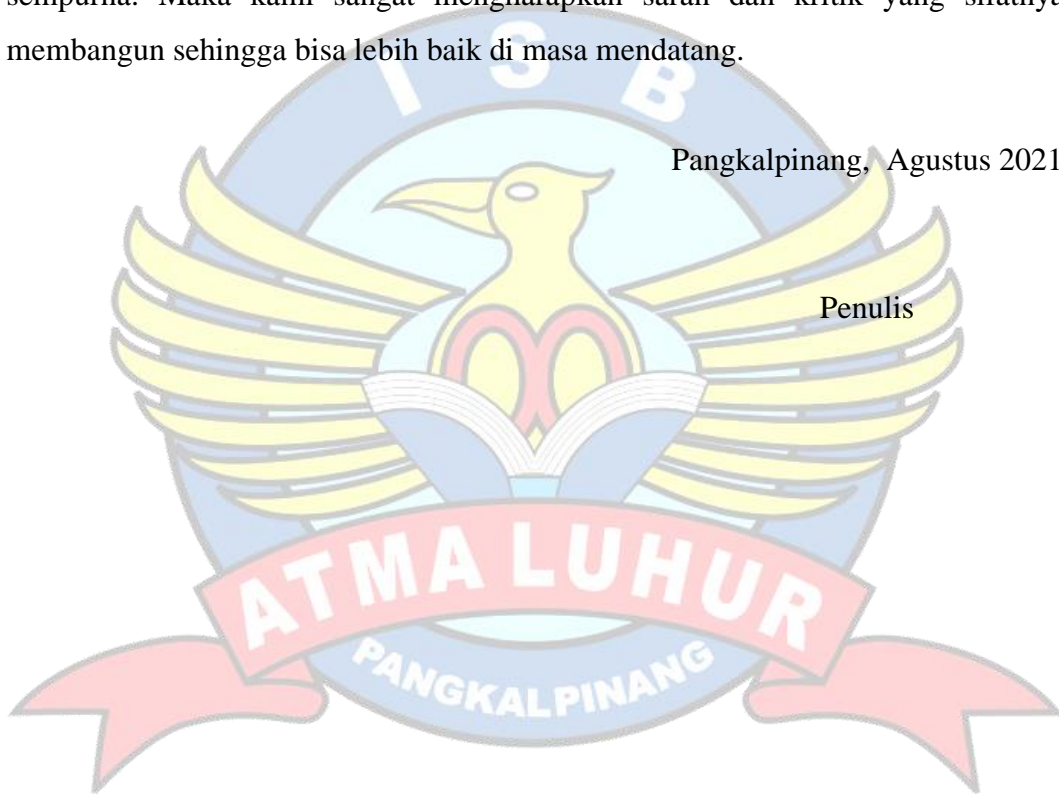 sempurna. Maka kami sangat mengharapkan saran dan kritik yang sifatnya
membangun sehingga bisa lebih baik di masa mendatang.
I S B
Pangkalpinang, Agustus 2021
Penulis
ATMA LUHUR
PANGKALPINANG